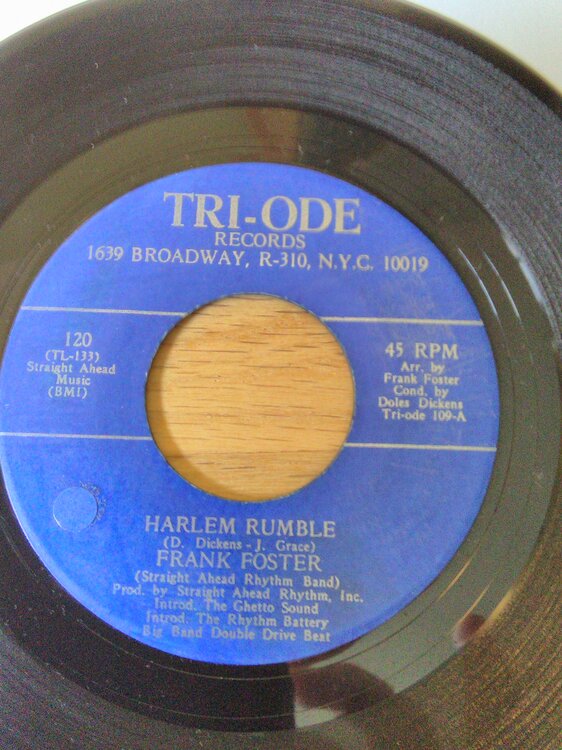 TRI-ODE
RECORDS
1639 BROADWAY, R-310, N.Y.C. 10019
120
(TL-133)
Straight Ahead
Music
(BMI)
45 RPM
Arr. by
Frank Foster
Cond. by
Doles Dickens
Tri-ode 109-A
HARLEM RUMBLE
(D. Dickens - J. Grace)
FRANK FOSTER
(Straight Ahead Rhythm Band)
Prod. by Straight Ahead Rhythm, Inc.
Introd. The Ghetto Sound
Introd. The Rhythm Battery
Big Band Double Drive Beat